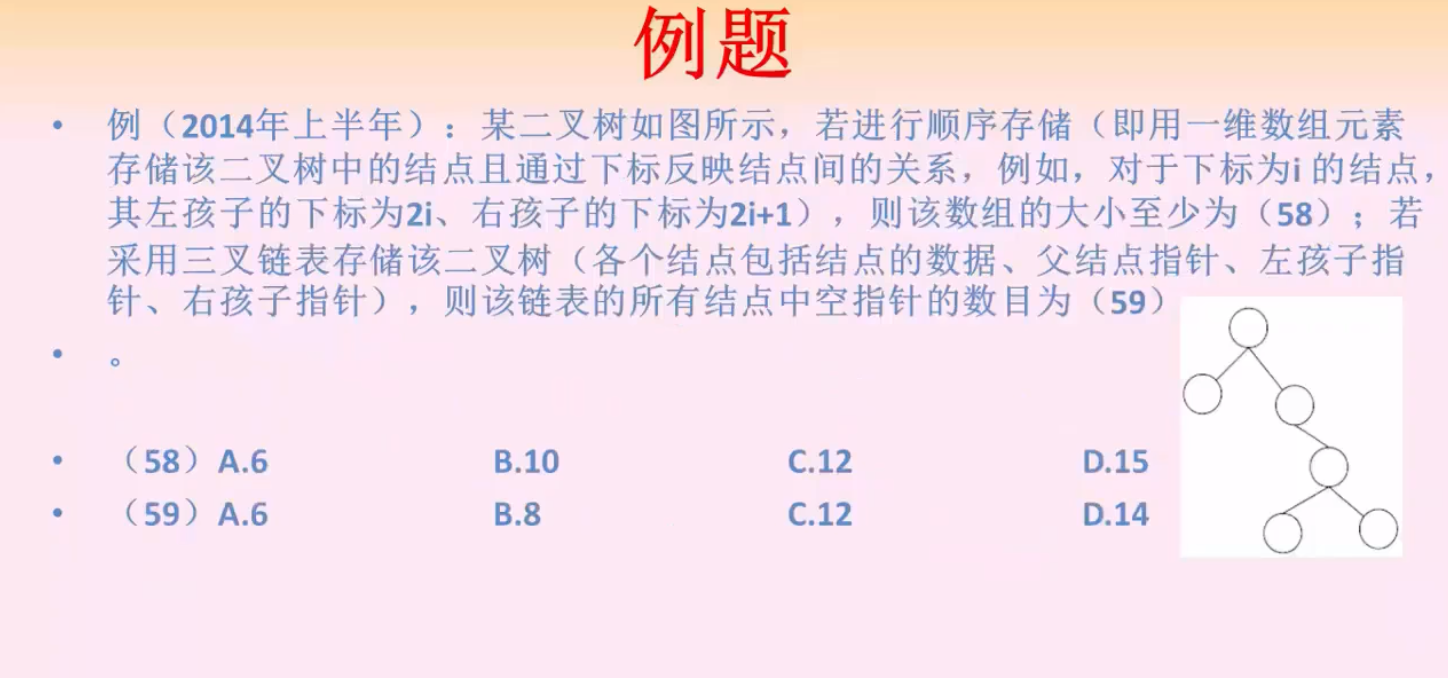 例题
• 例（2014年上半年）：某二叉树如图所示，若进行顺序存储（即用一维数组元素
存储该二叉树中的结点且通过下标反映结点间的关系，例如，对于下标为i 的结点，
其左孩子的下标为2i、右孩子的下标为2i+1），则该数组的大小至少为（58）；若
采用三叉链表存储该二叉树（各个结点包括结点的数据、父结点指针、左孩子指
针、右孩子指针），则该链表的所有结点中空指针的数目为（59）
• 。
• （58）A.6 B.10 C.12 D.15
• （59）A.6 B.8 C.12 D.14